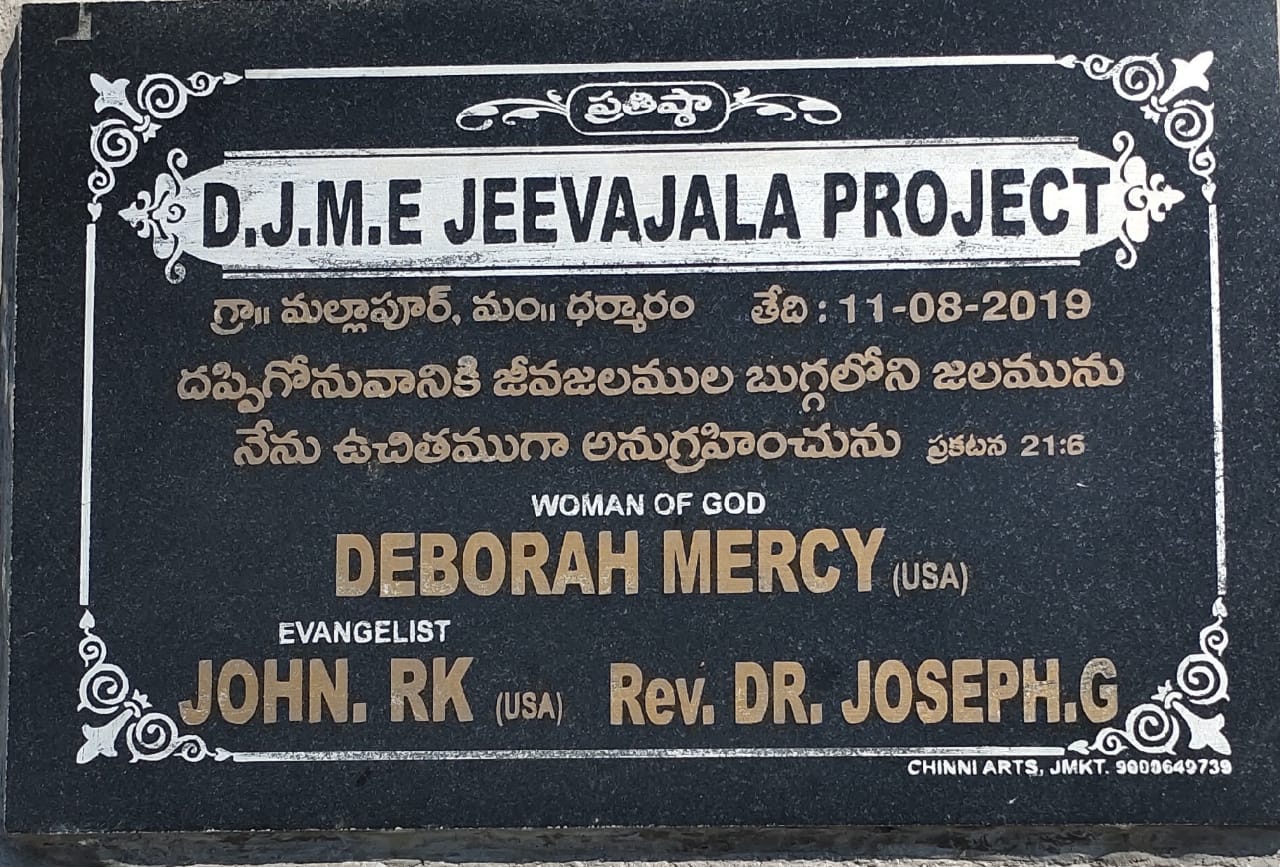 ప్రతిష్ఠా
D.J.M.E JEEVAJALA PROJECT
గ్రా॥ మల్లాపూర్, మం॥ ధర్మారం తేది : 11-08-2019
దప్పిగోనువానికి జీవజలముల బుగ్గలోని జలమును
నేను ఉచితముగా అనుగ్రహించును ప్రకటన 21:6
WOMAN OF GOD
DEBORAH MERCY (USA)
EVANGELIST
JOHN. RK (USA) Rev. DR. JOSEPH.G
CHINNI ARTS, JMKT. 9000649739